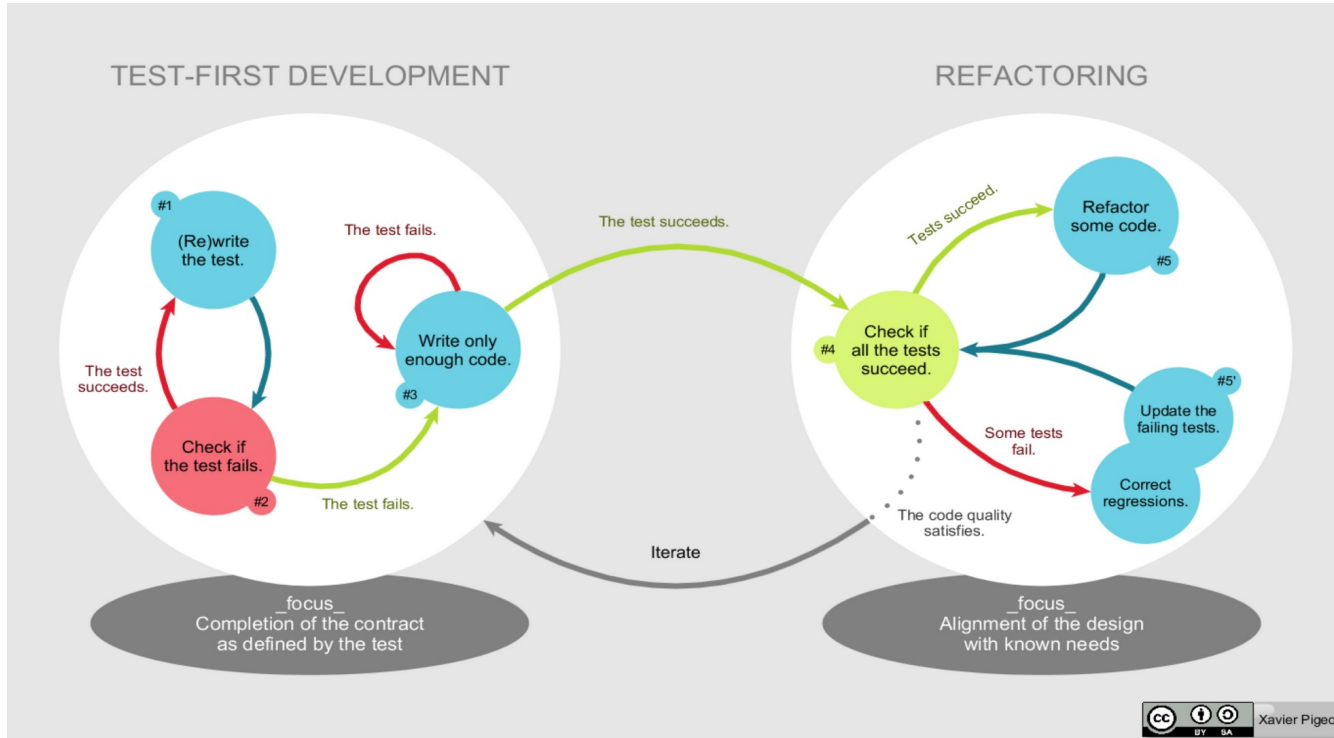 TEST-FIRST DEVELOPMENT
REFACTORING
#1
(Re)write
the test.
The test
succeeds.
Check if
the test fails.
#2
The test fails.
The test fails.
Write only
enough code.
#3
The test succeeds.
#4
Check if
all the tests
succeed.
Tests succeed.
Refactor
some code.
#5
#5'
Update the
failing tests.
Correct
regressions.
Some tests
fail.
The code quality
satisfies.
Iterate
_focus_
Completion of the contract
as defined by the test
_focus_
Alignment of the design
with known needs
cc
BY SA
Xavier